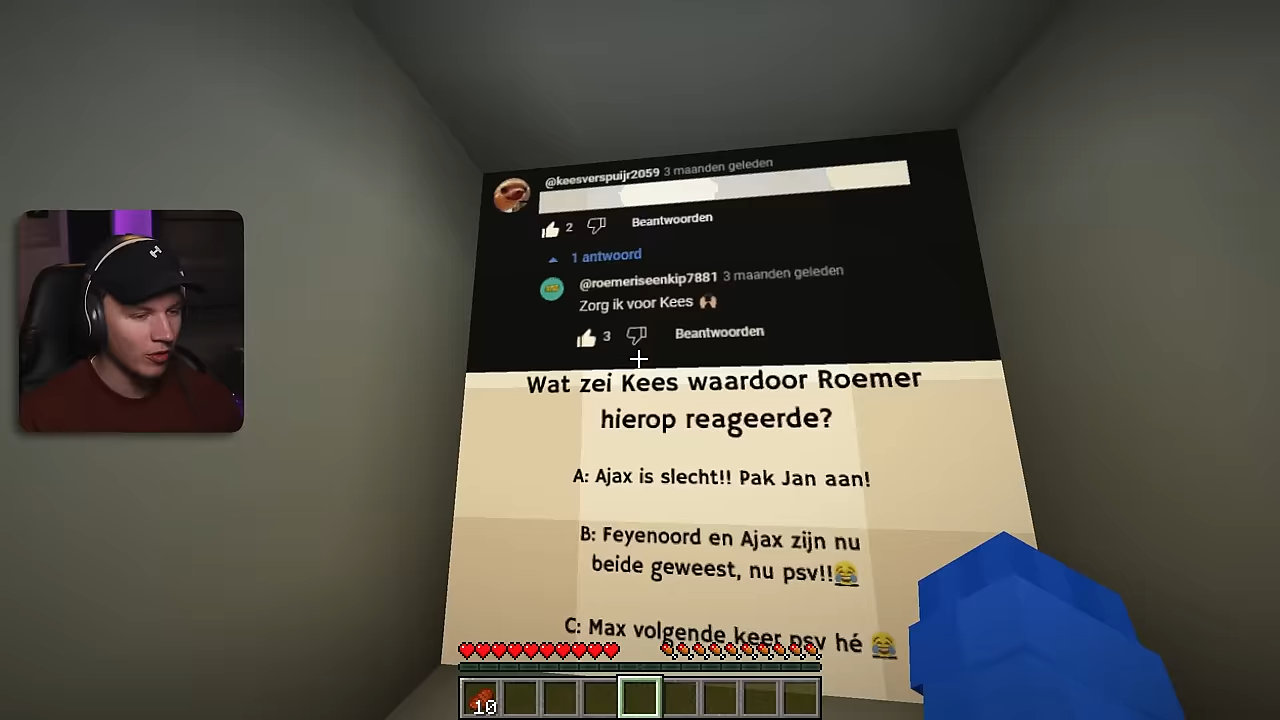 @keesverspuijr2059 3 maanden geleden
2 Beantwoorden
1 antwoord
@roemeriseenkip7881 3 maanden geleden
Zorg ik voor Kees 🙌🏼
3 Beantwoorden
Wat zei Kees waardoor Roemer
hierop reageerde?
A: Ajax is slecht!! Pak Jan aan!
B: Feyenoord en Ajax zijn nu
beide geweest, nu psv!!😂
C: Max volgende keer psv hé 😂
10